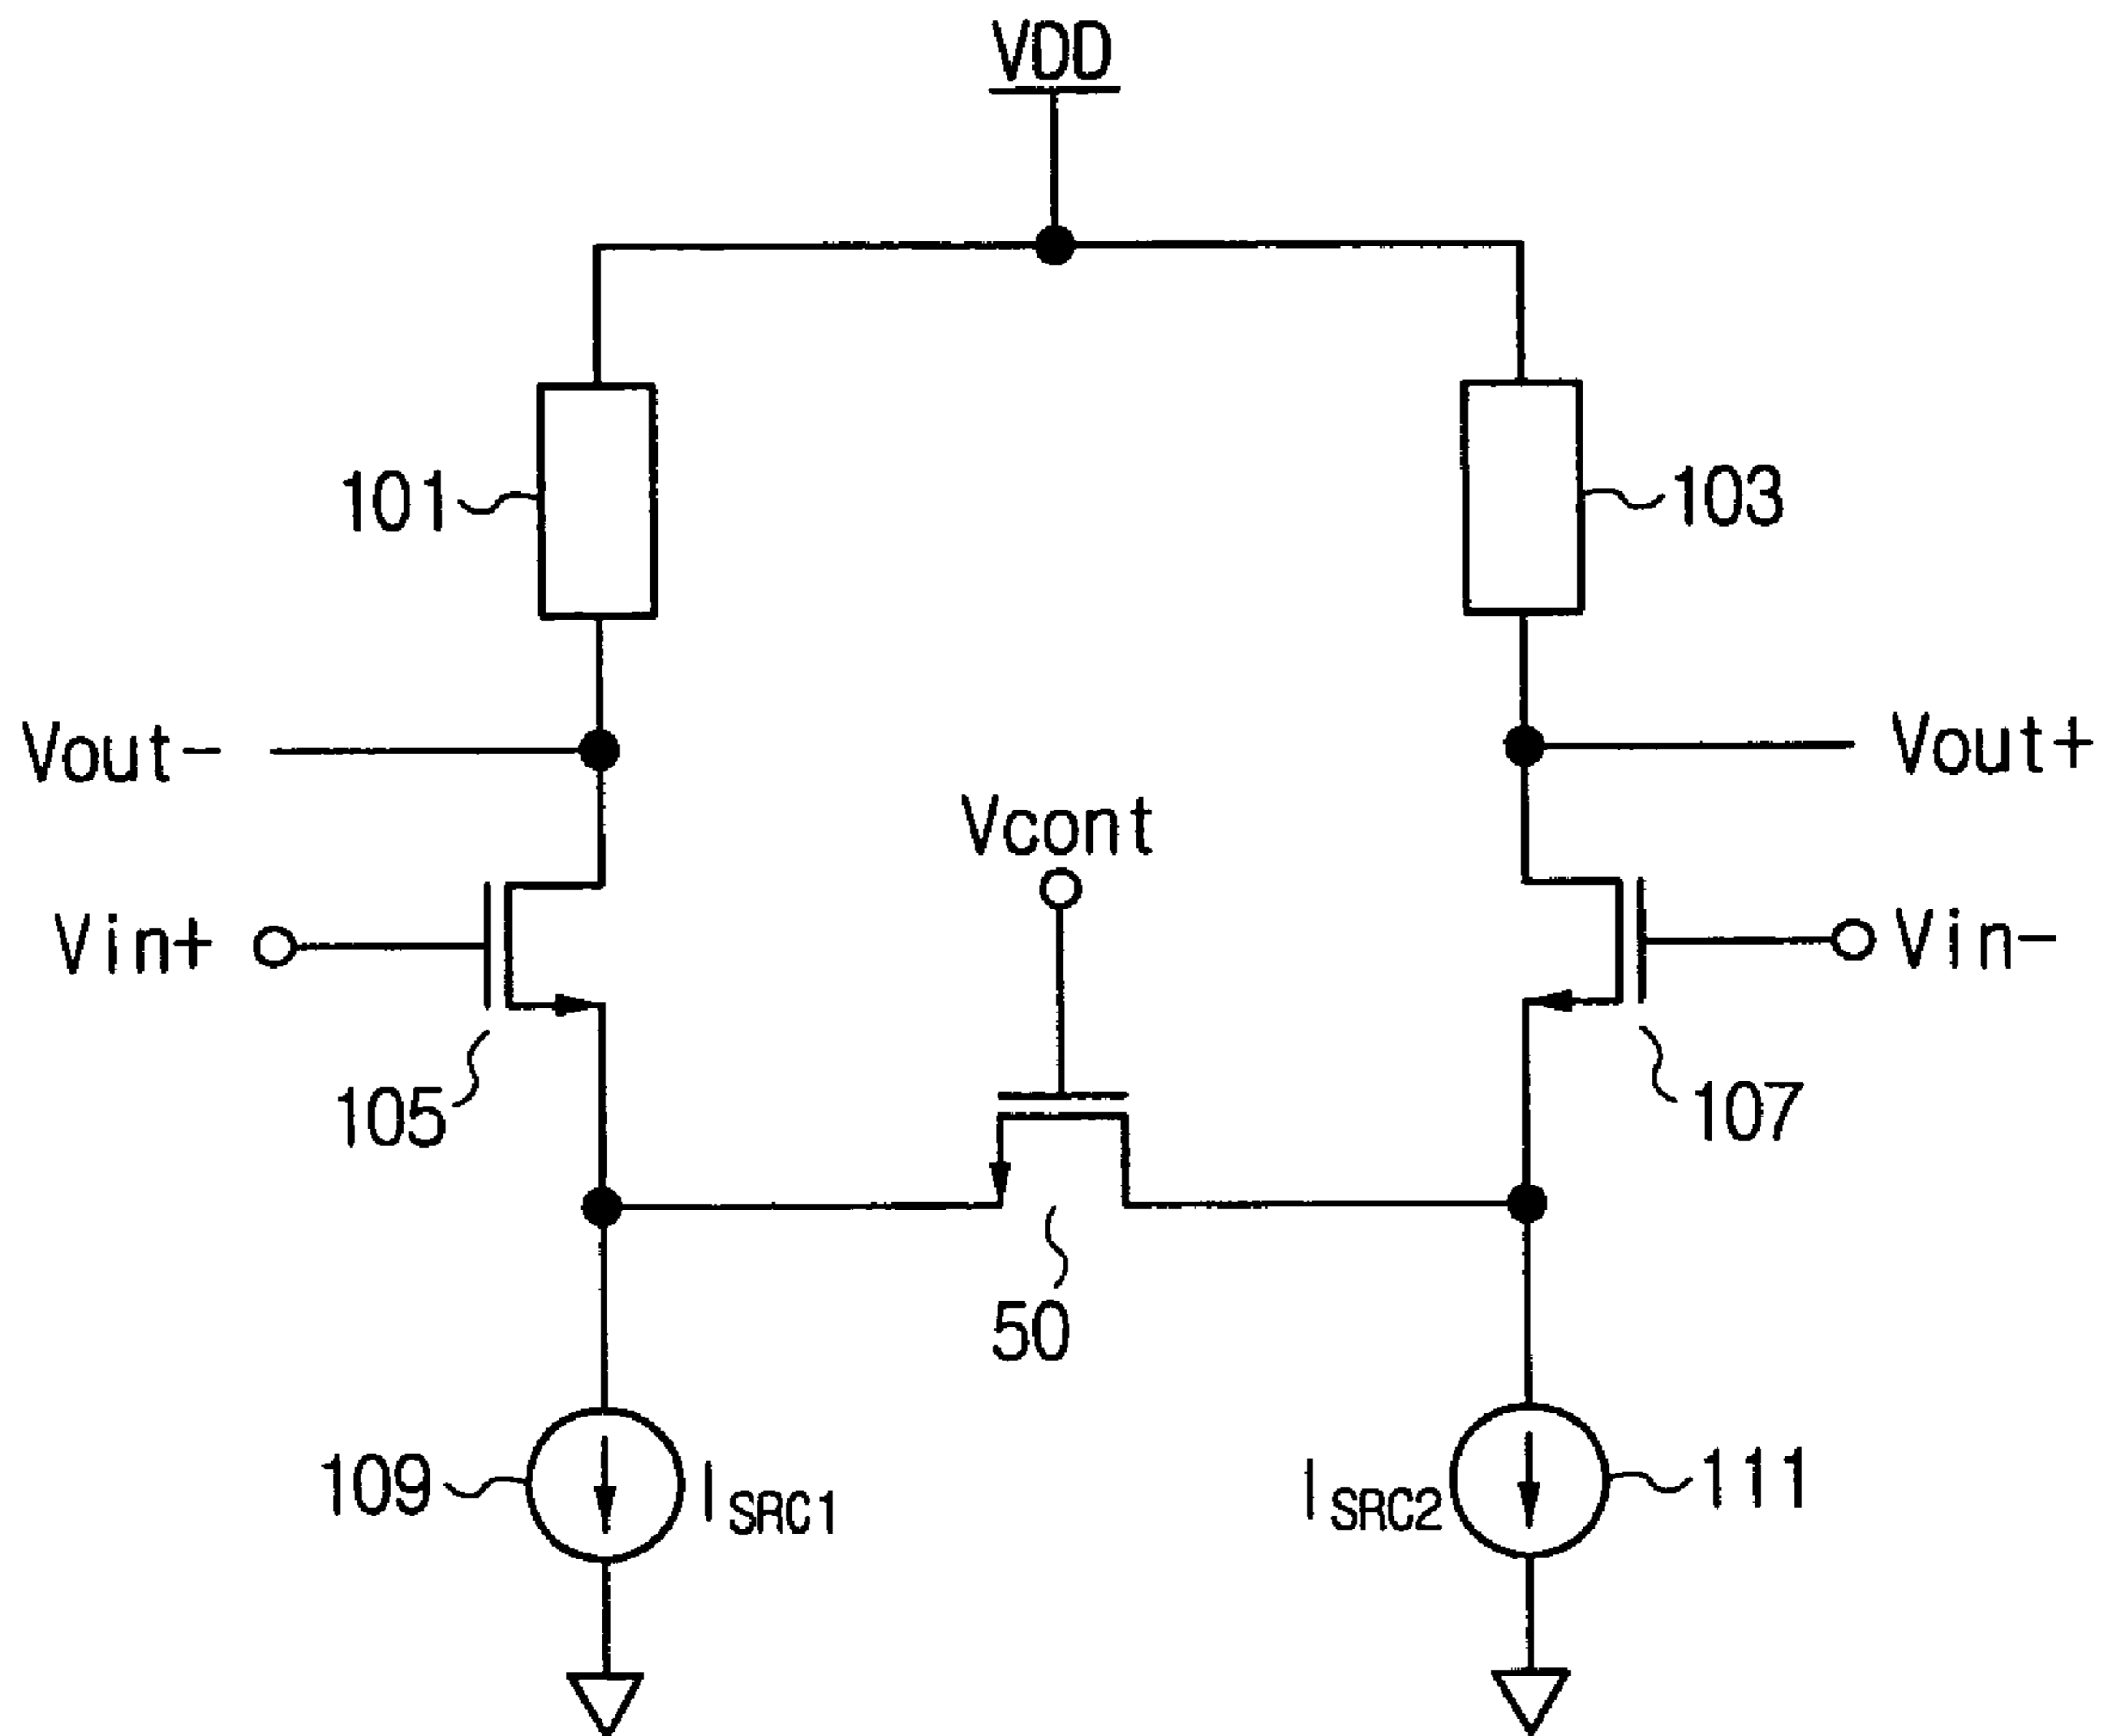 VDD
101
103
Vout-
Vout+
Vcont
Vin+
Vin-
105
107
50
109
ISRC1
ISRC2
111